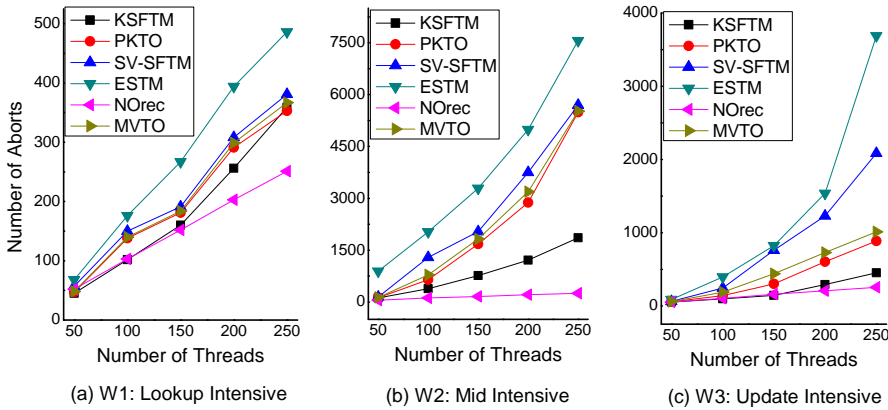 500
400
300
200
100
0
50 100 150 200 250
Number of Aborts
Number of Threads
KSFTM
PKTO
SV-SFTM
ESTM
NOrec
MVTO
(a) W1: Lookup Intensive
7500
6000
4500
3000
1500
0
50 100 150 200 250
Number of Threads
KSFTM
PKTO
SV-SFTM
ESTM
NOrec
MVTO
(b) W2: Mid Intensive
4000
3000
2000
1000
0
50 100 150 200 250
Number of Threads
KSFTM
PKTO
SV-SFTM
ESTM
NOrec
MVTO
(c) W3: Update Intensive